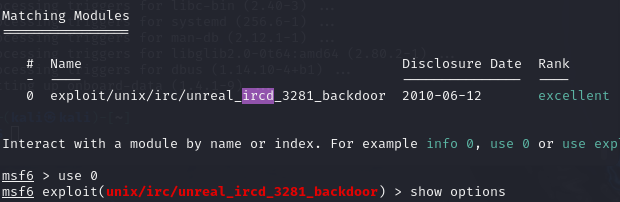 Matching Modules
================
# Name Disclosure Date Rank
- ---- --------------- ----
0 exploit/unix/irc/unreal_ircd_3281_backdoor 2010-06-12 excellent
Interact with a module by name or index. For example info 0, use 0 or use expl
msf6 > use 0
msf6 exploit(unix/irc/unreal_ircd_3281_backdoor) > show options